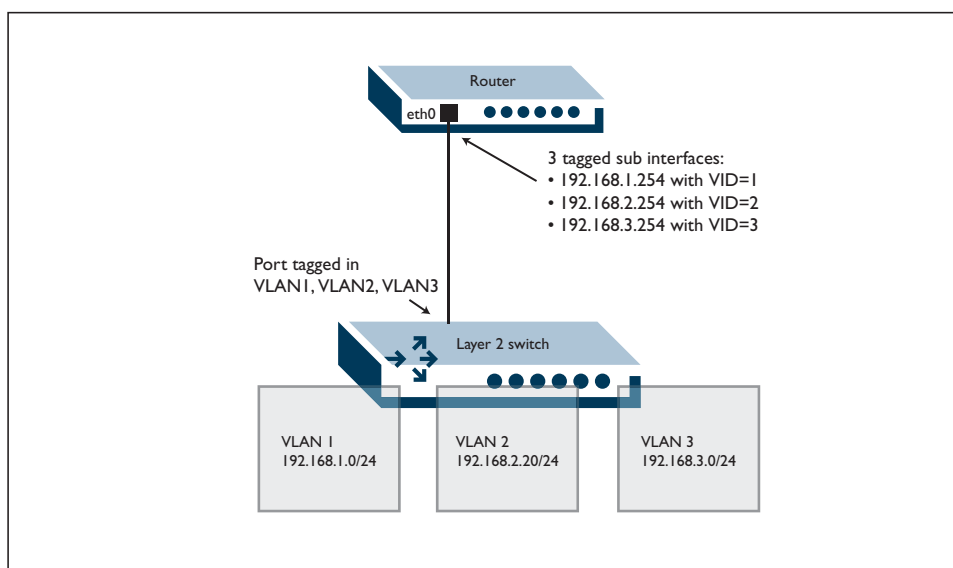 Router
eth0
3 tagged sub interfaces:
• 192.168.1.254 with VID=1
• 192.168.2.254 with VID=2
• 192.168.3.254 with VID=3
Port tagged in
VLAN1, VLAN2, VLAN3
Layer 2 switch
VLAN 1
192.168.1.0/24
VLAN 2
192.168.2.20/24
VLAN 3
192.168.3.0/24